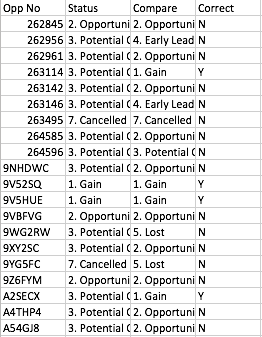 Opp No Status Compare Correct
262845 2. Opportuni 2. Opportuni N
262956 3. Potential ( 4. Early Lead N
262961 3. Potential ( 2. Opportuni N
263114 3. Potential ( 1. Gain Y
263142 3. Potential ( 2. Opportuni N
263146 3. Potential ( 4. Early Lead N
263495 7. Cancelled 7. Cancelled N
264585 3. Potential ( 2. Opportuni N
264596 3. Potential ( 3. Potential ( N
9NHDWC 3. Potential ( 2. Opportuni N
9V52SQ 1. Gain 1. Gain Y
9V5HUE 1. Gain 1. Gain Y
9VBFVG 2. Opportuni 2. Opportuni N
9WG2RW 3. Potential ( 5. Lost N
9XY2SC 3. Potential ( 2. Opportuni N
9YG5FC 7. Cancelled 5. Lost N
9Z6FYM 2. Opportuni 2. Opportuni N
A2SECX 3. Potential ( 1. Gain Y
A4THP4 3. Potential ( 2. Opportuni N
A54GJ8 3. Potential ( 2. Opportuni N